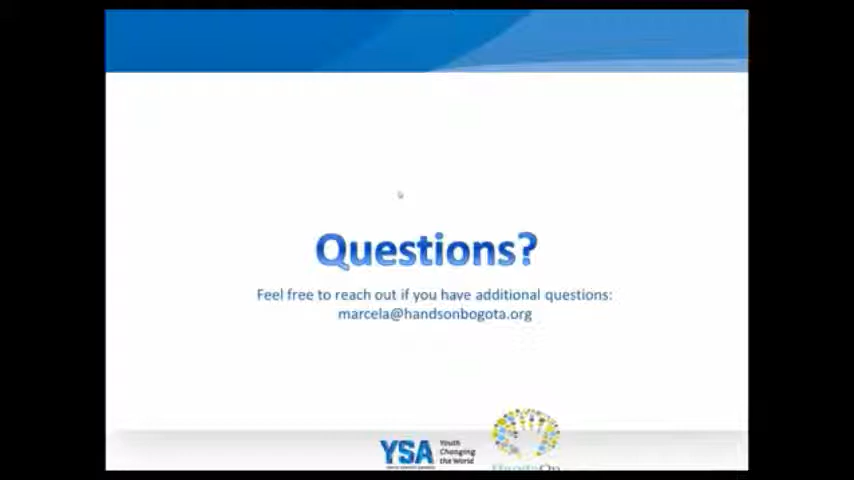 Questions?
Feel free to reach out if you have additional questions:
marcela@handsonbogota.org
YSA
Youth
Changing
the World
HandsOn